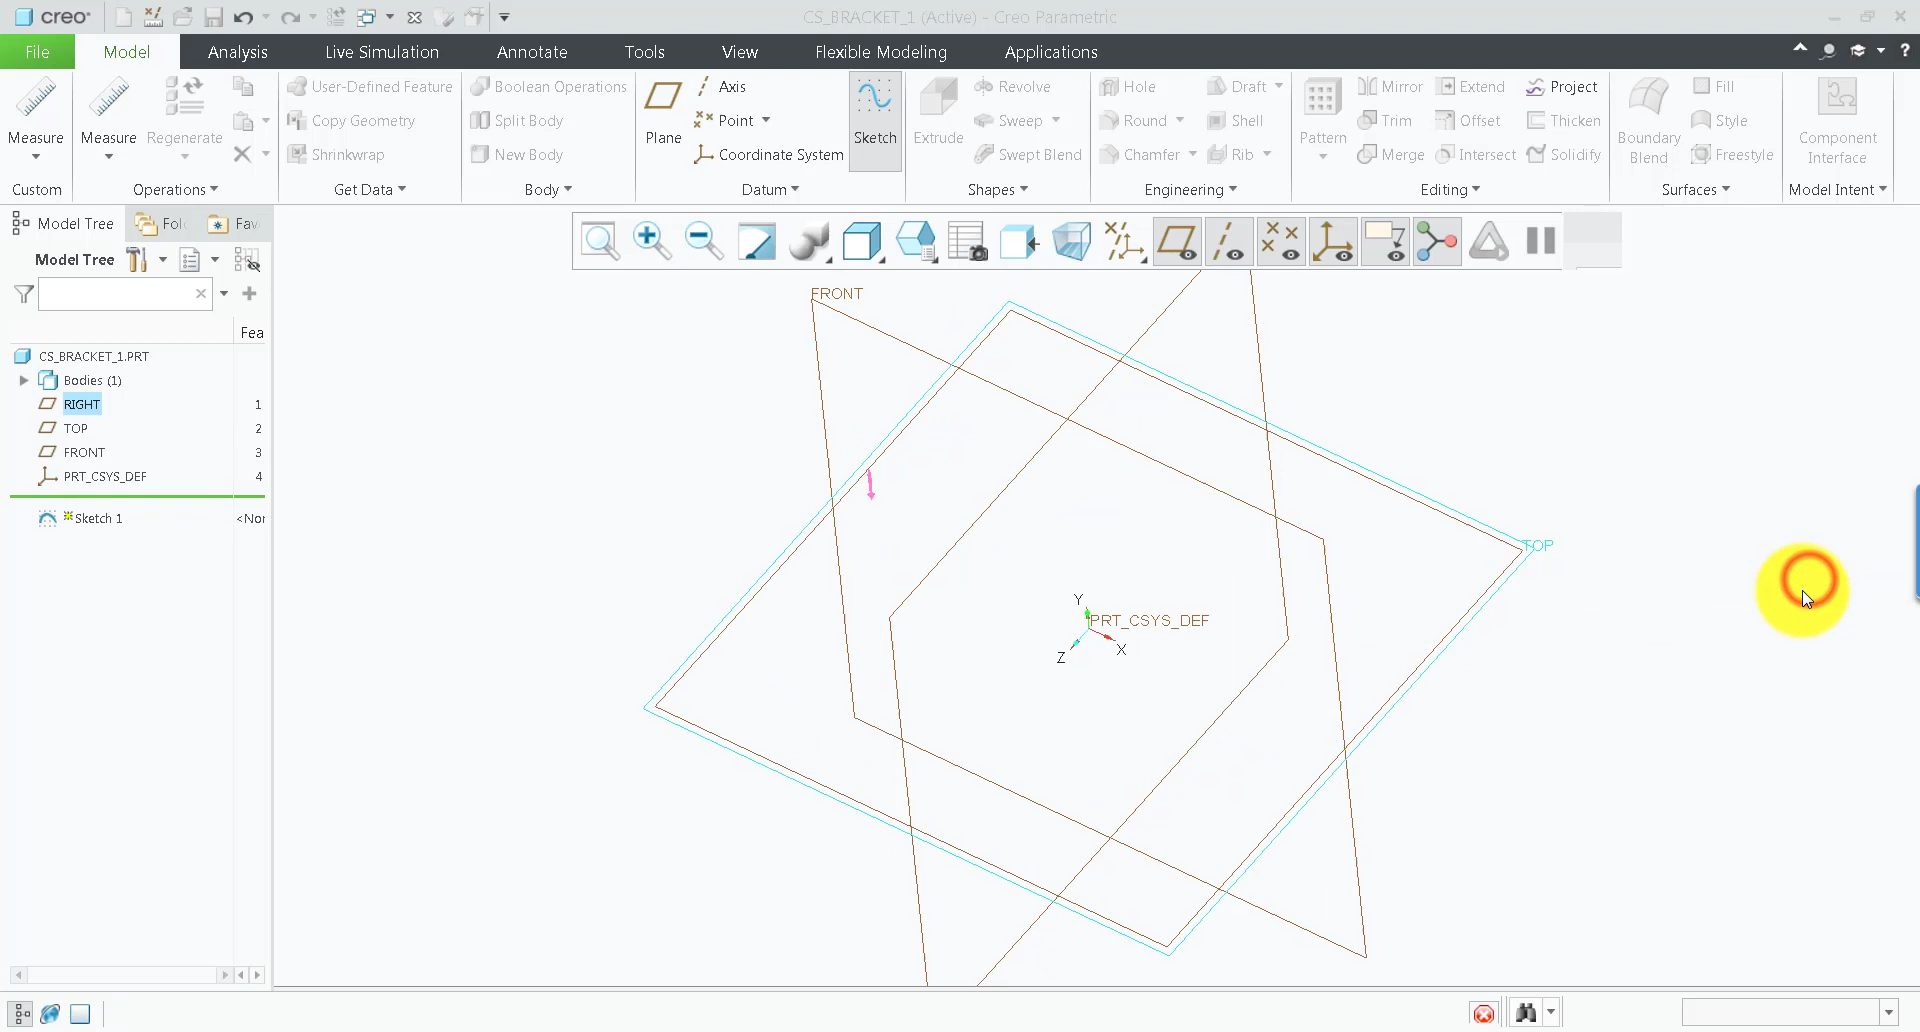 creo
CS_BRACKET_1 (Active) - Creo Parametric
File Model Analysis Live Simulation Annotate Tools View Flexible Modeling Applications
Measure Measure Regenerate User-Defined Feature Copy Geometry Shrinkwrap Boolean Operations Split Body New Body Plane Axis Point Coordinate System Sketch Extrude Revolve Sweep Swept Blend Hole Round Chamfer Draft Shell Rib Pattern Mirror Extend Project Trim Offset Thicken Merge Intersect Solidify Boundary Blend Fill Style Freestyle Component Interface
Custom Operations Get Data Body Datum Shapes Engineering Editing Surfaces Model Intent
Model Tree Fol Fav
Model Tree
Fea
CS_BRACKET_1.PRT
Bodies (1)
RIGHT 1
TOP 2
FRONT 3
PRT_CSYS_DEF 4
Sketch 1 <Nor
FRONT
TOP
Y
PRT_CSYS_DEF
X
Z